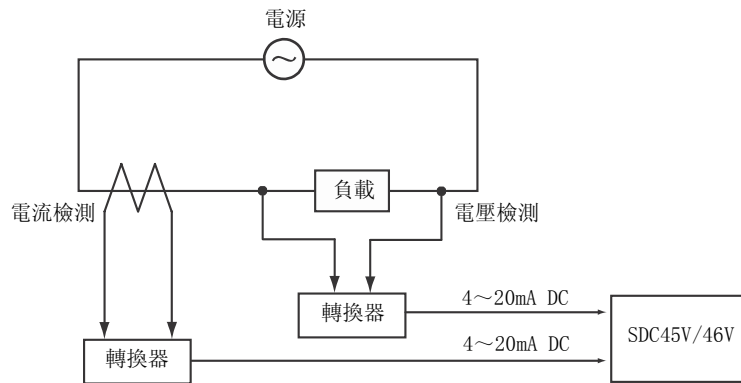 電源
負載
電流檢測
電壓檢測
轉換器
4～20mA DC
SDC45V/46V
4～20mA DC
轉換器